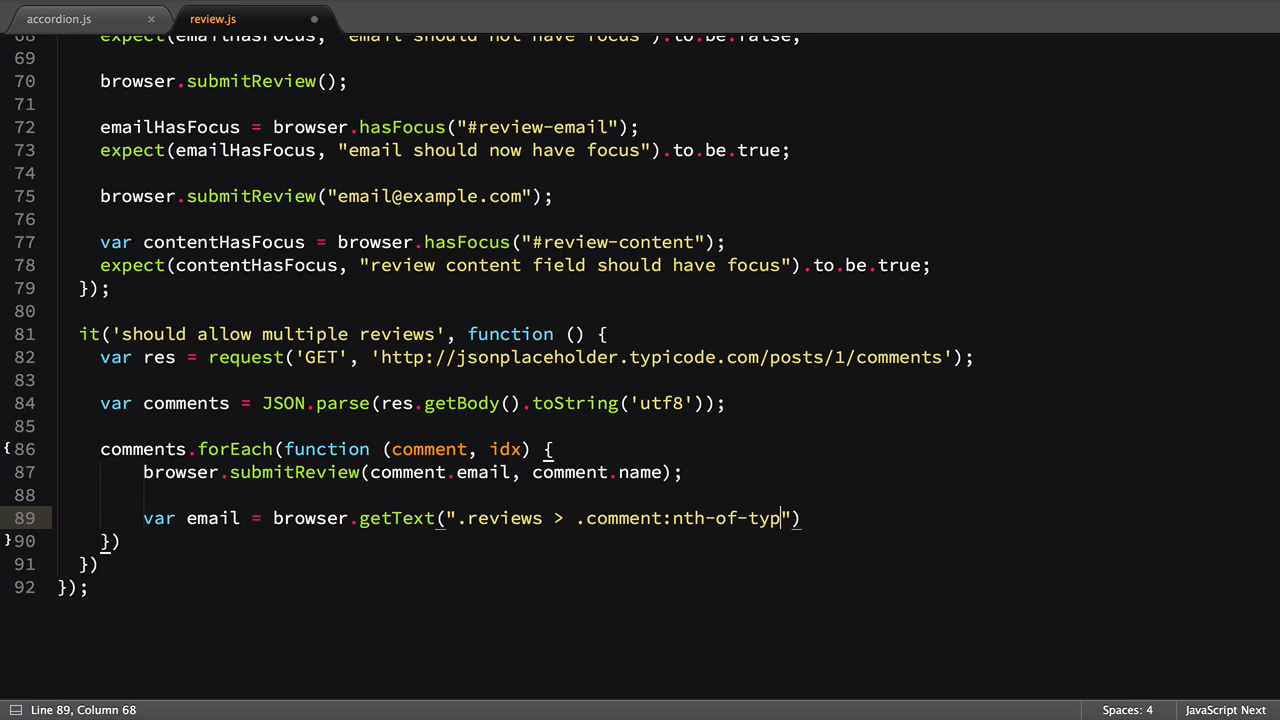 accordion.js × review.js
68 expect(emailHasFocus, "email should not have focus").to.be.false;
69
70 browser.submitReview();
71
72 emailHasFocus = browser.hasFocus("#review-email");
73 expect(emailHasFocus, "email should now have focus").to.be.true;
74
75 browser.submitReview("email@example.com");
76
77 var contentHasFocus = browser.hasFocus("#review-content");
78 expect(contentHasFocus, "review content field should have focus").to.be.true;
79 });
80
81 it('should allow multiple reviews', function () {
82 var res = request('GET', 'http://jsonplaceholder.typicode.com/posts/1/comments');
83
84 var comments = JSON.parse(res.getBody().toString('utf8'));
85
{86 comments.forEach(function (comment, idx) {
87 browser.submitReview(comment.email, comment.name);
88
89 var email = browser.getText(".reviews > .comment:nth-of-typ")
}90 })
91 })
92 });
Line 89, Column 68 Spaces: 4 JavaScript Next